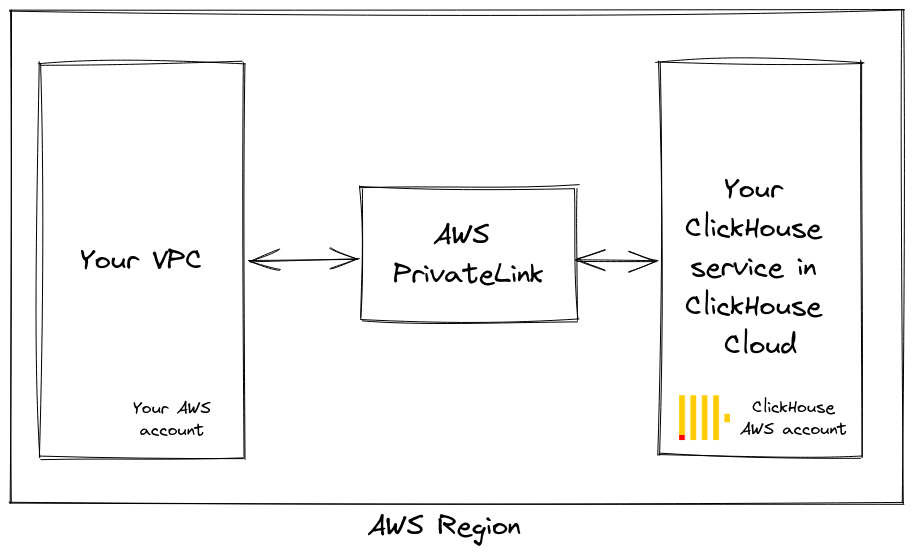 Your VPC
Your AWS
account
AWS
PrivateLink
Your
ClickHouse
service in
ClickHouse
Cloud
ClickHouse
AWS account
AWS Region